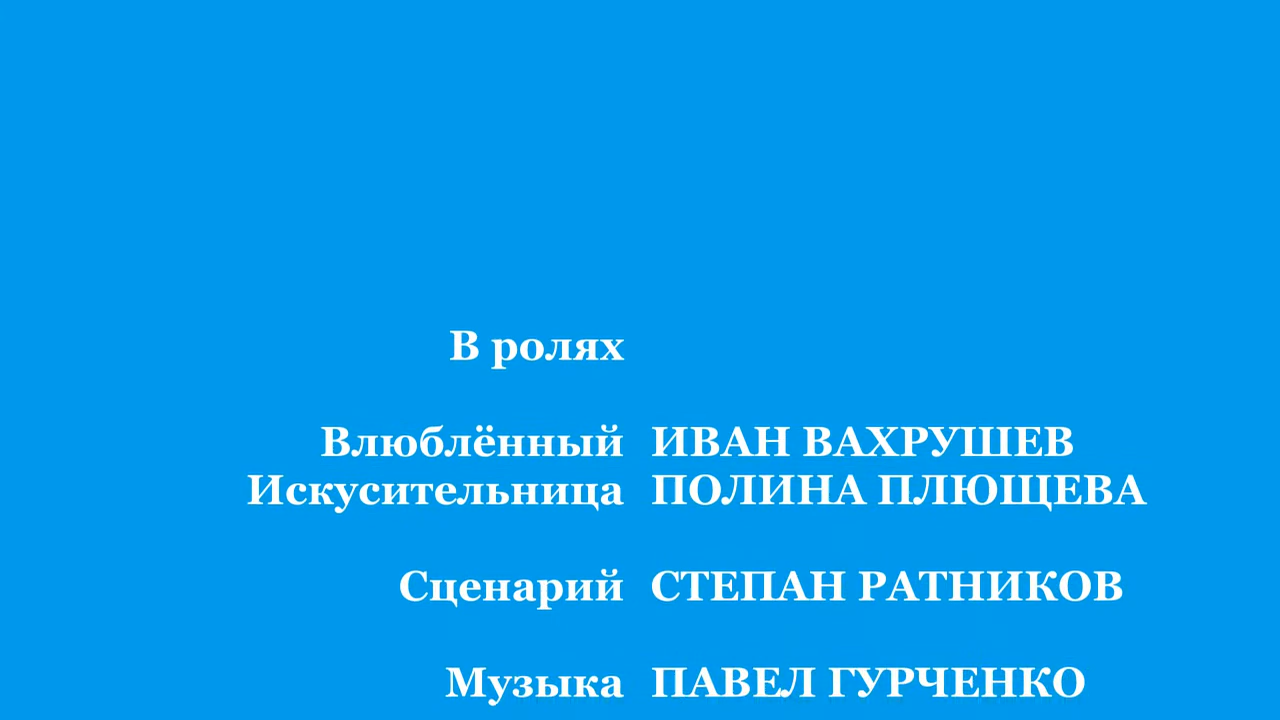 В ролях
Влюблённый ИВАН ВАХРУШЕВ
Искусительница ПОЛИНА ПЛЮЩЕВА
Сценарий СТЕПАН РАТНИКОВ
Музыка ПАВЕЛ ГУРЧЕНКО